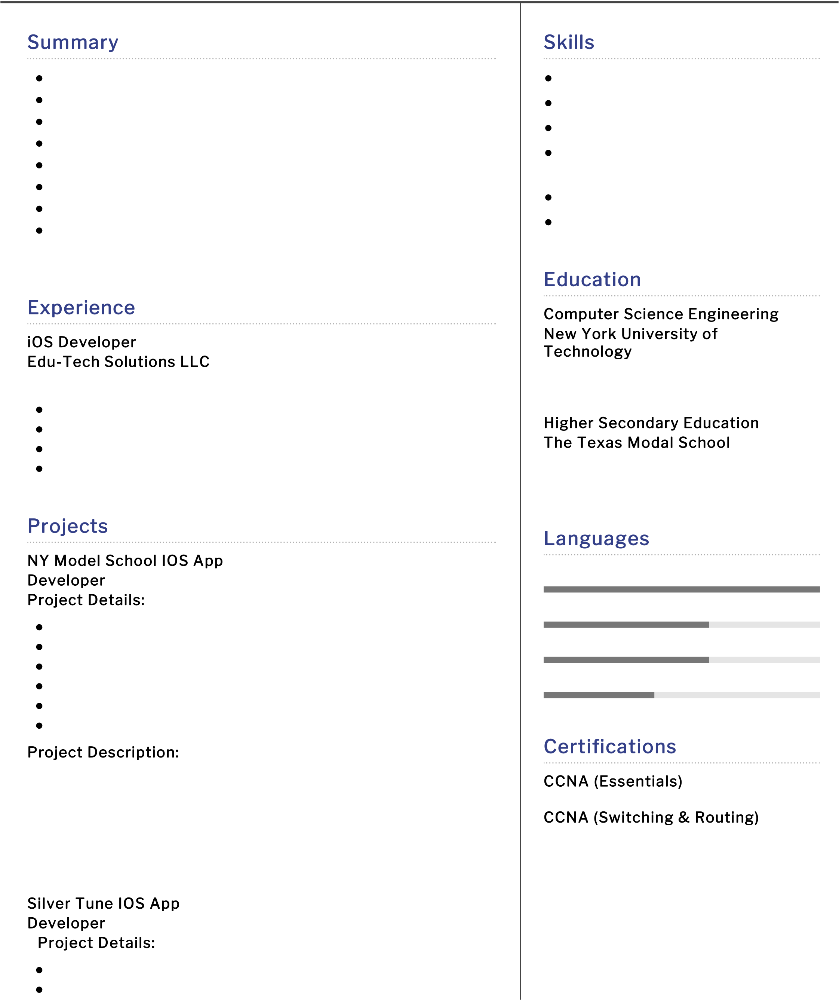 Summary
Experience
iOS Developer
Edu-Tech Solutions LLC
Projects
NY Model School IOS App
Developer
Project Details:
Project Description:
Silver Tune IOS App
Developer
Project Details:
Skills
Education
Computer Science Engineering
New York University of
Technology
Higher Secondary Education
The Texas Modal School
Languages
Certifications
CCNA (Essentials)
CCNA (Switching & Routing)